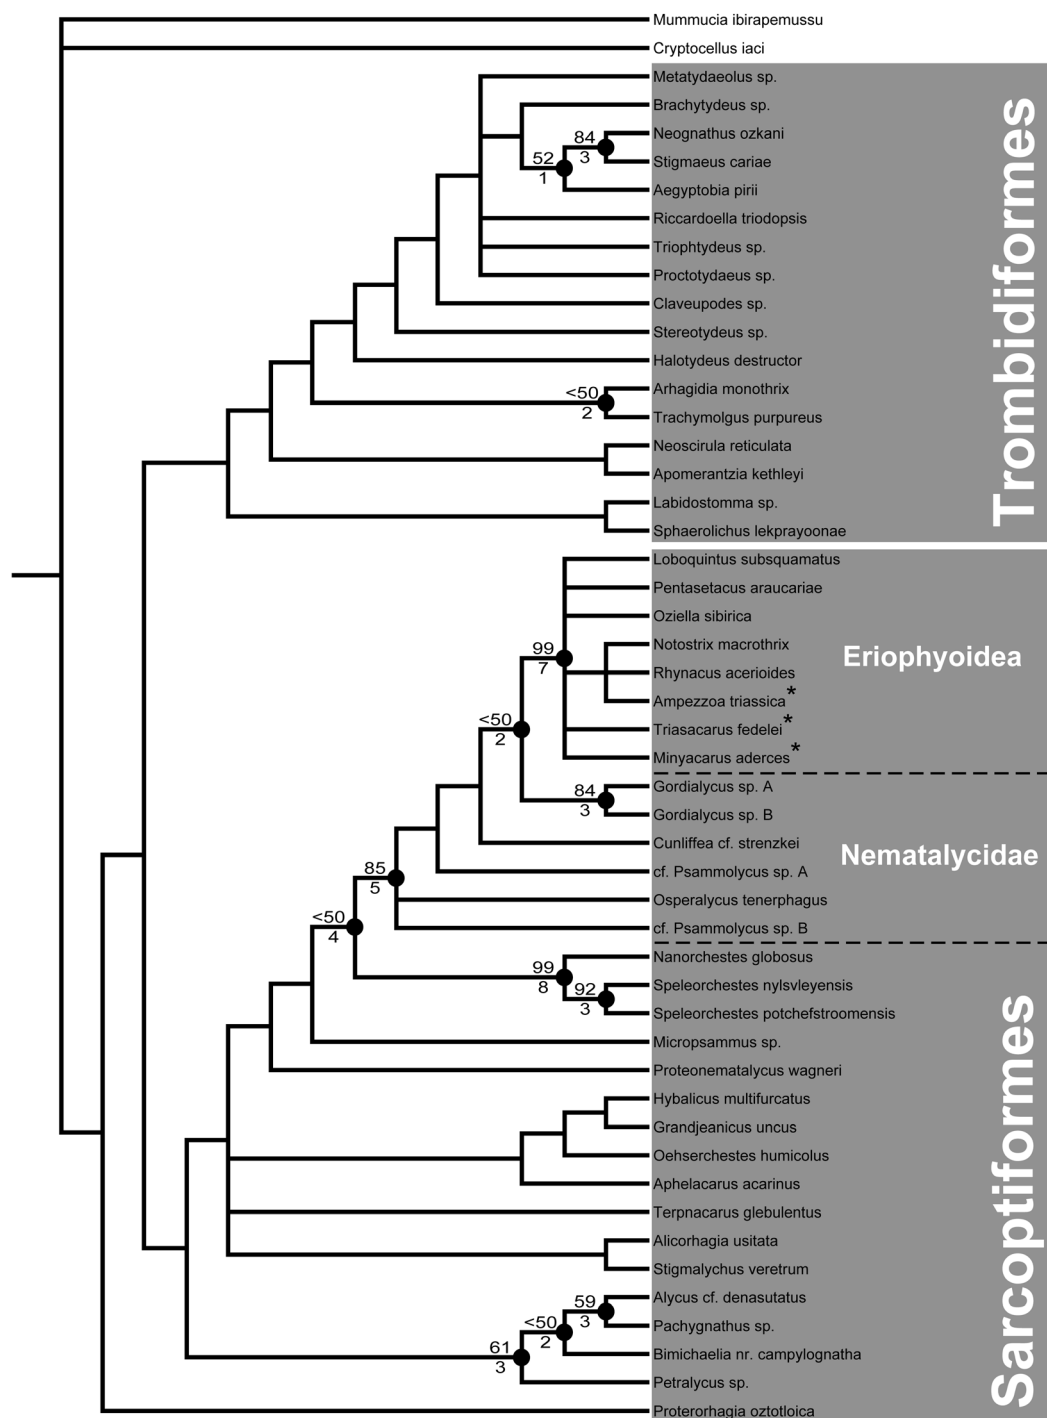 Mummucia ibirapemussu
Cryptocellus iaci
Metatydaeolus sp.
Brachytydeus sp.
84
Neognathus ozkani
3
52
Stigmaeus cariae
1
Aegyptobia pirii
Riccardoella triodopsis
Triophtydeus sp.
Proctotydaeus sp.
Claveupodes sp.
Stereotydeus sp.
Halotydeus destructor
<50
Arhagidia monothrix
2
Trachymolgus purpureus
Neoscirula reticulata
Apomerantzia kethleyi
Labidostomma sp.
Sphaerolichus lekprayoonae
Trombidiformes
Loboquintus subsquamatus
Pentasetacus araucariae
Oziella sibirica
99
Notostrix macrothrix
7
Rhynacus acerioides
Eriophyoidea
Ampezzoa triassica*
<50
Triasacarus fedelei*
2
Minyacarus aderces*
84
Gordialycus sp. A
3
Gordialycus sp. B
Cunliffea cf. strenzkei
Nematalycidae
85
cf. Psammolycus sp. A
5
Osperalycus tenerphagus
<50
cf. Psammolycus sp. B
4
99
Nanorchestes globosus
8
92
Speleorchestes nylsvleyensis
3
Speleorchestes potchefstroomensis
Micropsammus sp.
Proteonematalycus wagneri
Hybalicus multifurcatus
Grandjeanicus uncus
Oehserchestes humicolus
Aphelacarus acarinus
Terpnacarus glebulentus
Alicorhagia usitata
Stigmalychus veretrum
59
Alycus cf. denasutatus
3
<50
Pachygnathus sp.
2
61
Bimichaelia nr. campylognatha
3
Petralycus sp.
Proterorhagia oztotloica
Sarcoptiformes